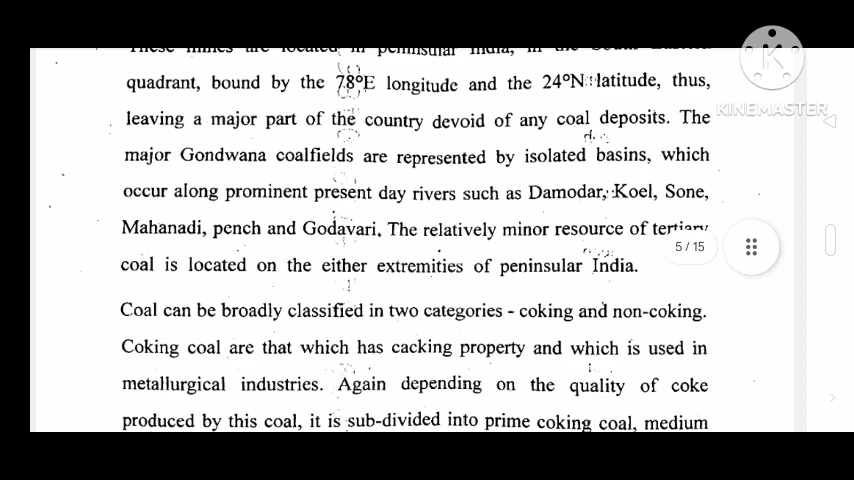 These mines are located in peninsular India, in the South Eastern
quadrant, bound by the 78°E longitude and the 24°N latitude, thus,
leaving a major part of the country devoid of any coal deposits. The
major Gondwana coalfields are represented by isolated basins, which
occur along prominent present day rivers such as Damodar, Koel, Sone,
Mahanadi, pench and Godavari. The relatively minor resource of tertiary
coal is located on the either extremities of peninsular India.
Coal can be broadly classified in two categories - coking and non-coking.
Coking coal are that which has cacking property and which is used in
metallurgical industries. Again depending on the quality of coke
produced by this coal, it is sub-divided into prime coking coal, medium
5 / 15
K
KINEMASTER